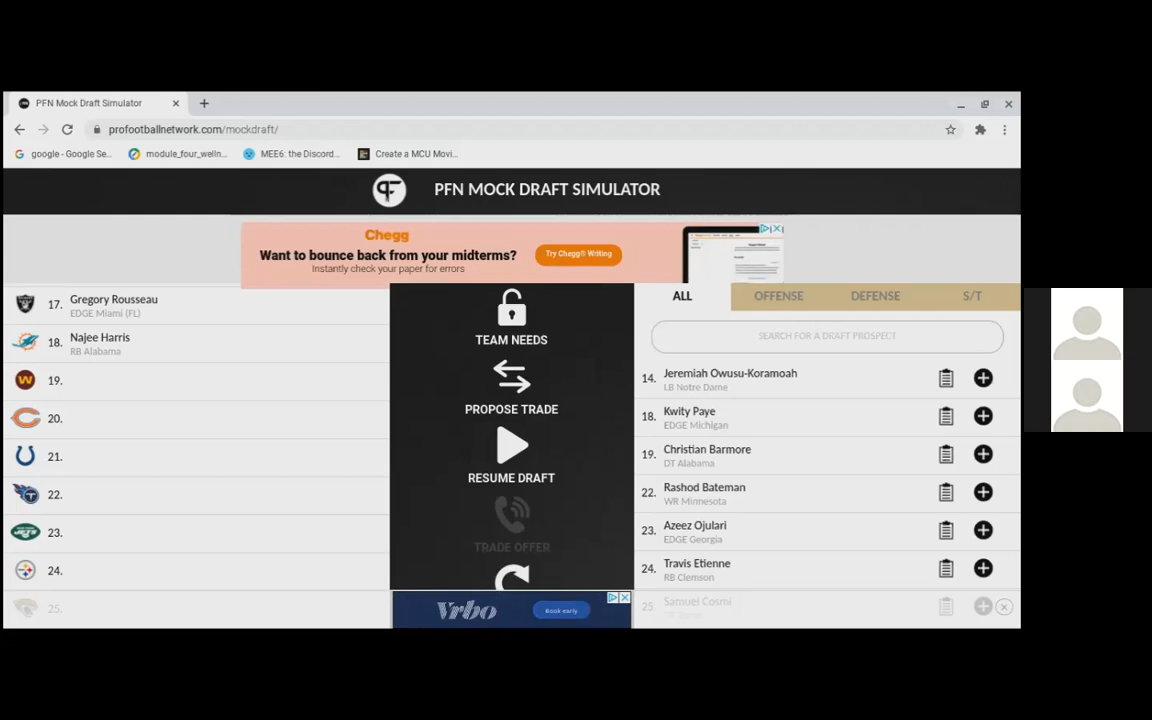 PFN Mock Draft Simulator
profootballnetwork.com/mockdraft/
google - Google Se...
module_four_welln...
MEE6: the Discord...
Create a MCU Movi...
PFN MOCK DRAFT SIMULATOR
Chegg
Want to bounce back from your midterms?
Instantly check your paper for errors
Try Chegg® Writing
17. Gregory Rousseau
EDGE Miami (FL)
18. Najee Harris
RB Alabama
19.
20.
21.
22.
23.
24.
25.
TEAM NEEDS
PROPOSE TRADE
RESUME DRAFT
TRADE OFFER
Vrbo
Book early
ALL OFFENSE DEFENSE S/T
SEARCH FOR A DRAFT PROSPECT
14. Jeremiah Owusu-Koramoah
LB Notre Dame
18. Kwity Paye
EDGE Michigan
19. Christian Barmore
DT Alabama
22. Rashod Bateman
WR Minnesota
23. Azeez Ojulari
EDGE Georgia
24. Travis Etienne
RB Clemson
25. Samuel Cosmi